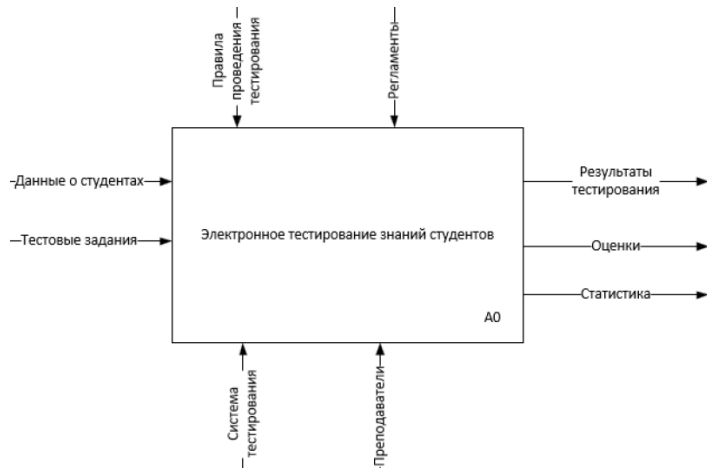 Правила
проведения
тестирования
Регламенты
Данные о студентах
Тестовые задания
Электронное тестирование знаний студентов
А0
Результаты
тестирования
Оценки
Статистика
Система
тестирования
Преподаватели